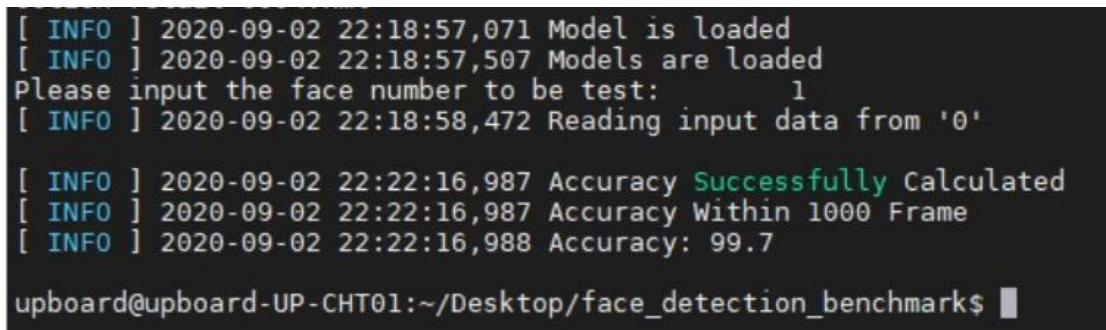 [ INFO ] 2020-09-02 22:18:57,071 Model is loaded
[ INFO ] 2020-09-02 22:18:57,507 Models are loaded
Please input the face number to be test: 1
[ INFO ] 2020-09-02 22:18:58,472 Reading input data from '0'
[ INFO ] 2020-09-02 22:22:16,987 Accuracy Successfully Calculated
[ INFO ] 2020-09-02 22:22:16,987 Accuracy Within 1000 Frame
[ INFO ] 2020-09-02 22:22:16,988 Accuracy: 99.7
upboard@upboard-UP-CHT01:~/Desktop/face_detection_benchmark$